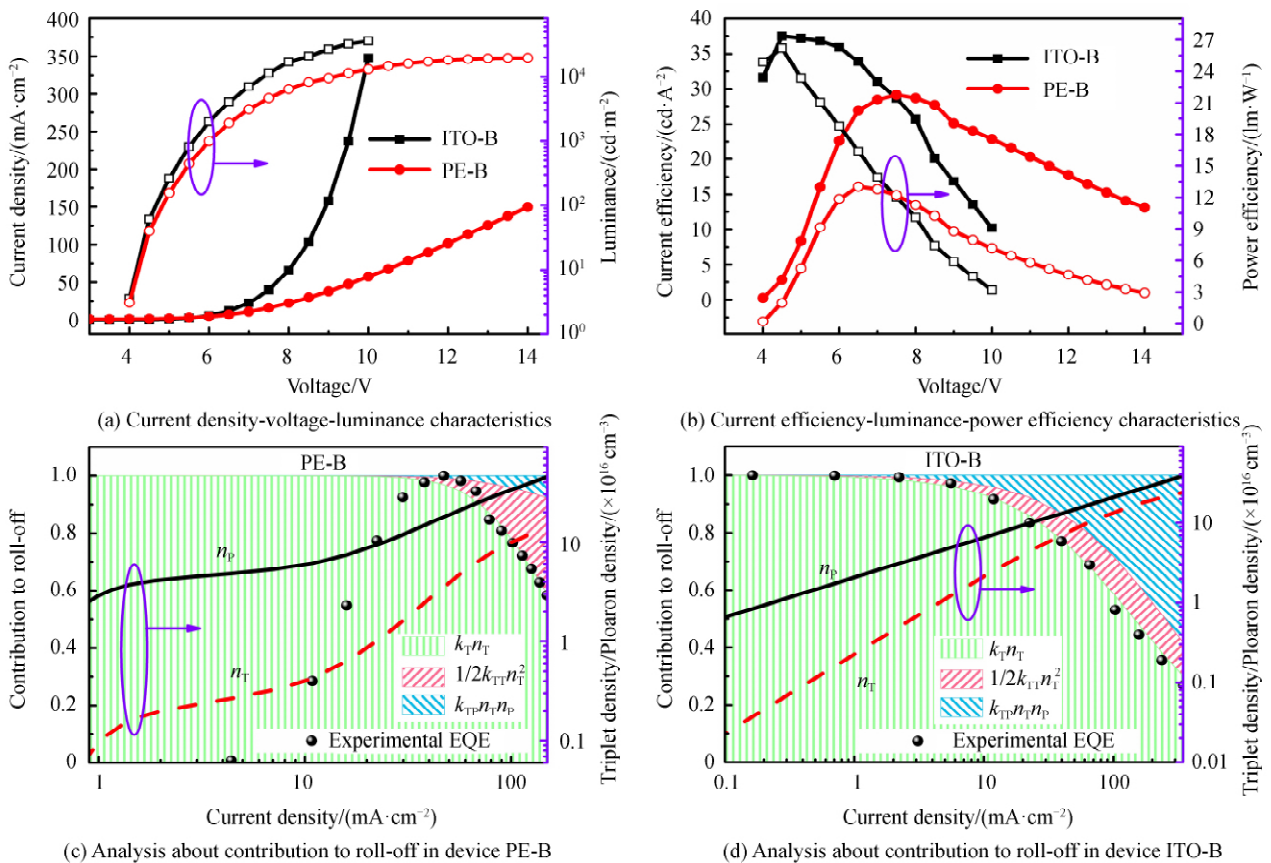 400
350
300
250
200
150
100
50
0
Current density/(mA·cm⁻²)
4 6 8 10 12 14
Voltage/V
10⁴
10³
10²
10¹
10⁰
Luminance/(cd·m⁻²)
ITO-B
PE-B
(a) Current density-voltage-luminance characteristics
40
35
30
25
20
15
10
5
0
Current efficiency/(cd·A⁻²)
4 6 8 10 12 14
Voltage/V
27
24
21
18
15
12
9
6
3
0
Power efficiency/(lm·W⁻¹)
ITO-B
PE-B
(b) Current efficiency-luminance-power efficiency characteristics
PE-B
1.0
0.8
0.6
0.4
0.2
0
Contribution to roll-off
1 10 100
Current density/(mA·cm⁻²)
10
1
0.1
Triplet density/Ploaron density/(×10¹⁶ cm⁻³)
n_P
n_T
k_Tn_T
1/2k_TTn_T²
k_TPn_Tn_P
Experimental EQE
(c) Analysis about contribution to roll-off in device PE-B
ITO-B
1.0
0.8
0.6
0.4
0.2
0
Contribution to roll-off
0.1 1 10 100
Current density/(mA·cm⁻²)
10
1
0.1
0.01
Triplet density/Ploaron density/(×10¹⁶ cm⁻³)
n_P
n_T
k_Tn_T
1/2k_TTn_T²
k_TPn_Tn_P
Experimental EQE
(d) Analysis about contribution to roll-off in device ITO-B